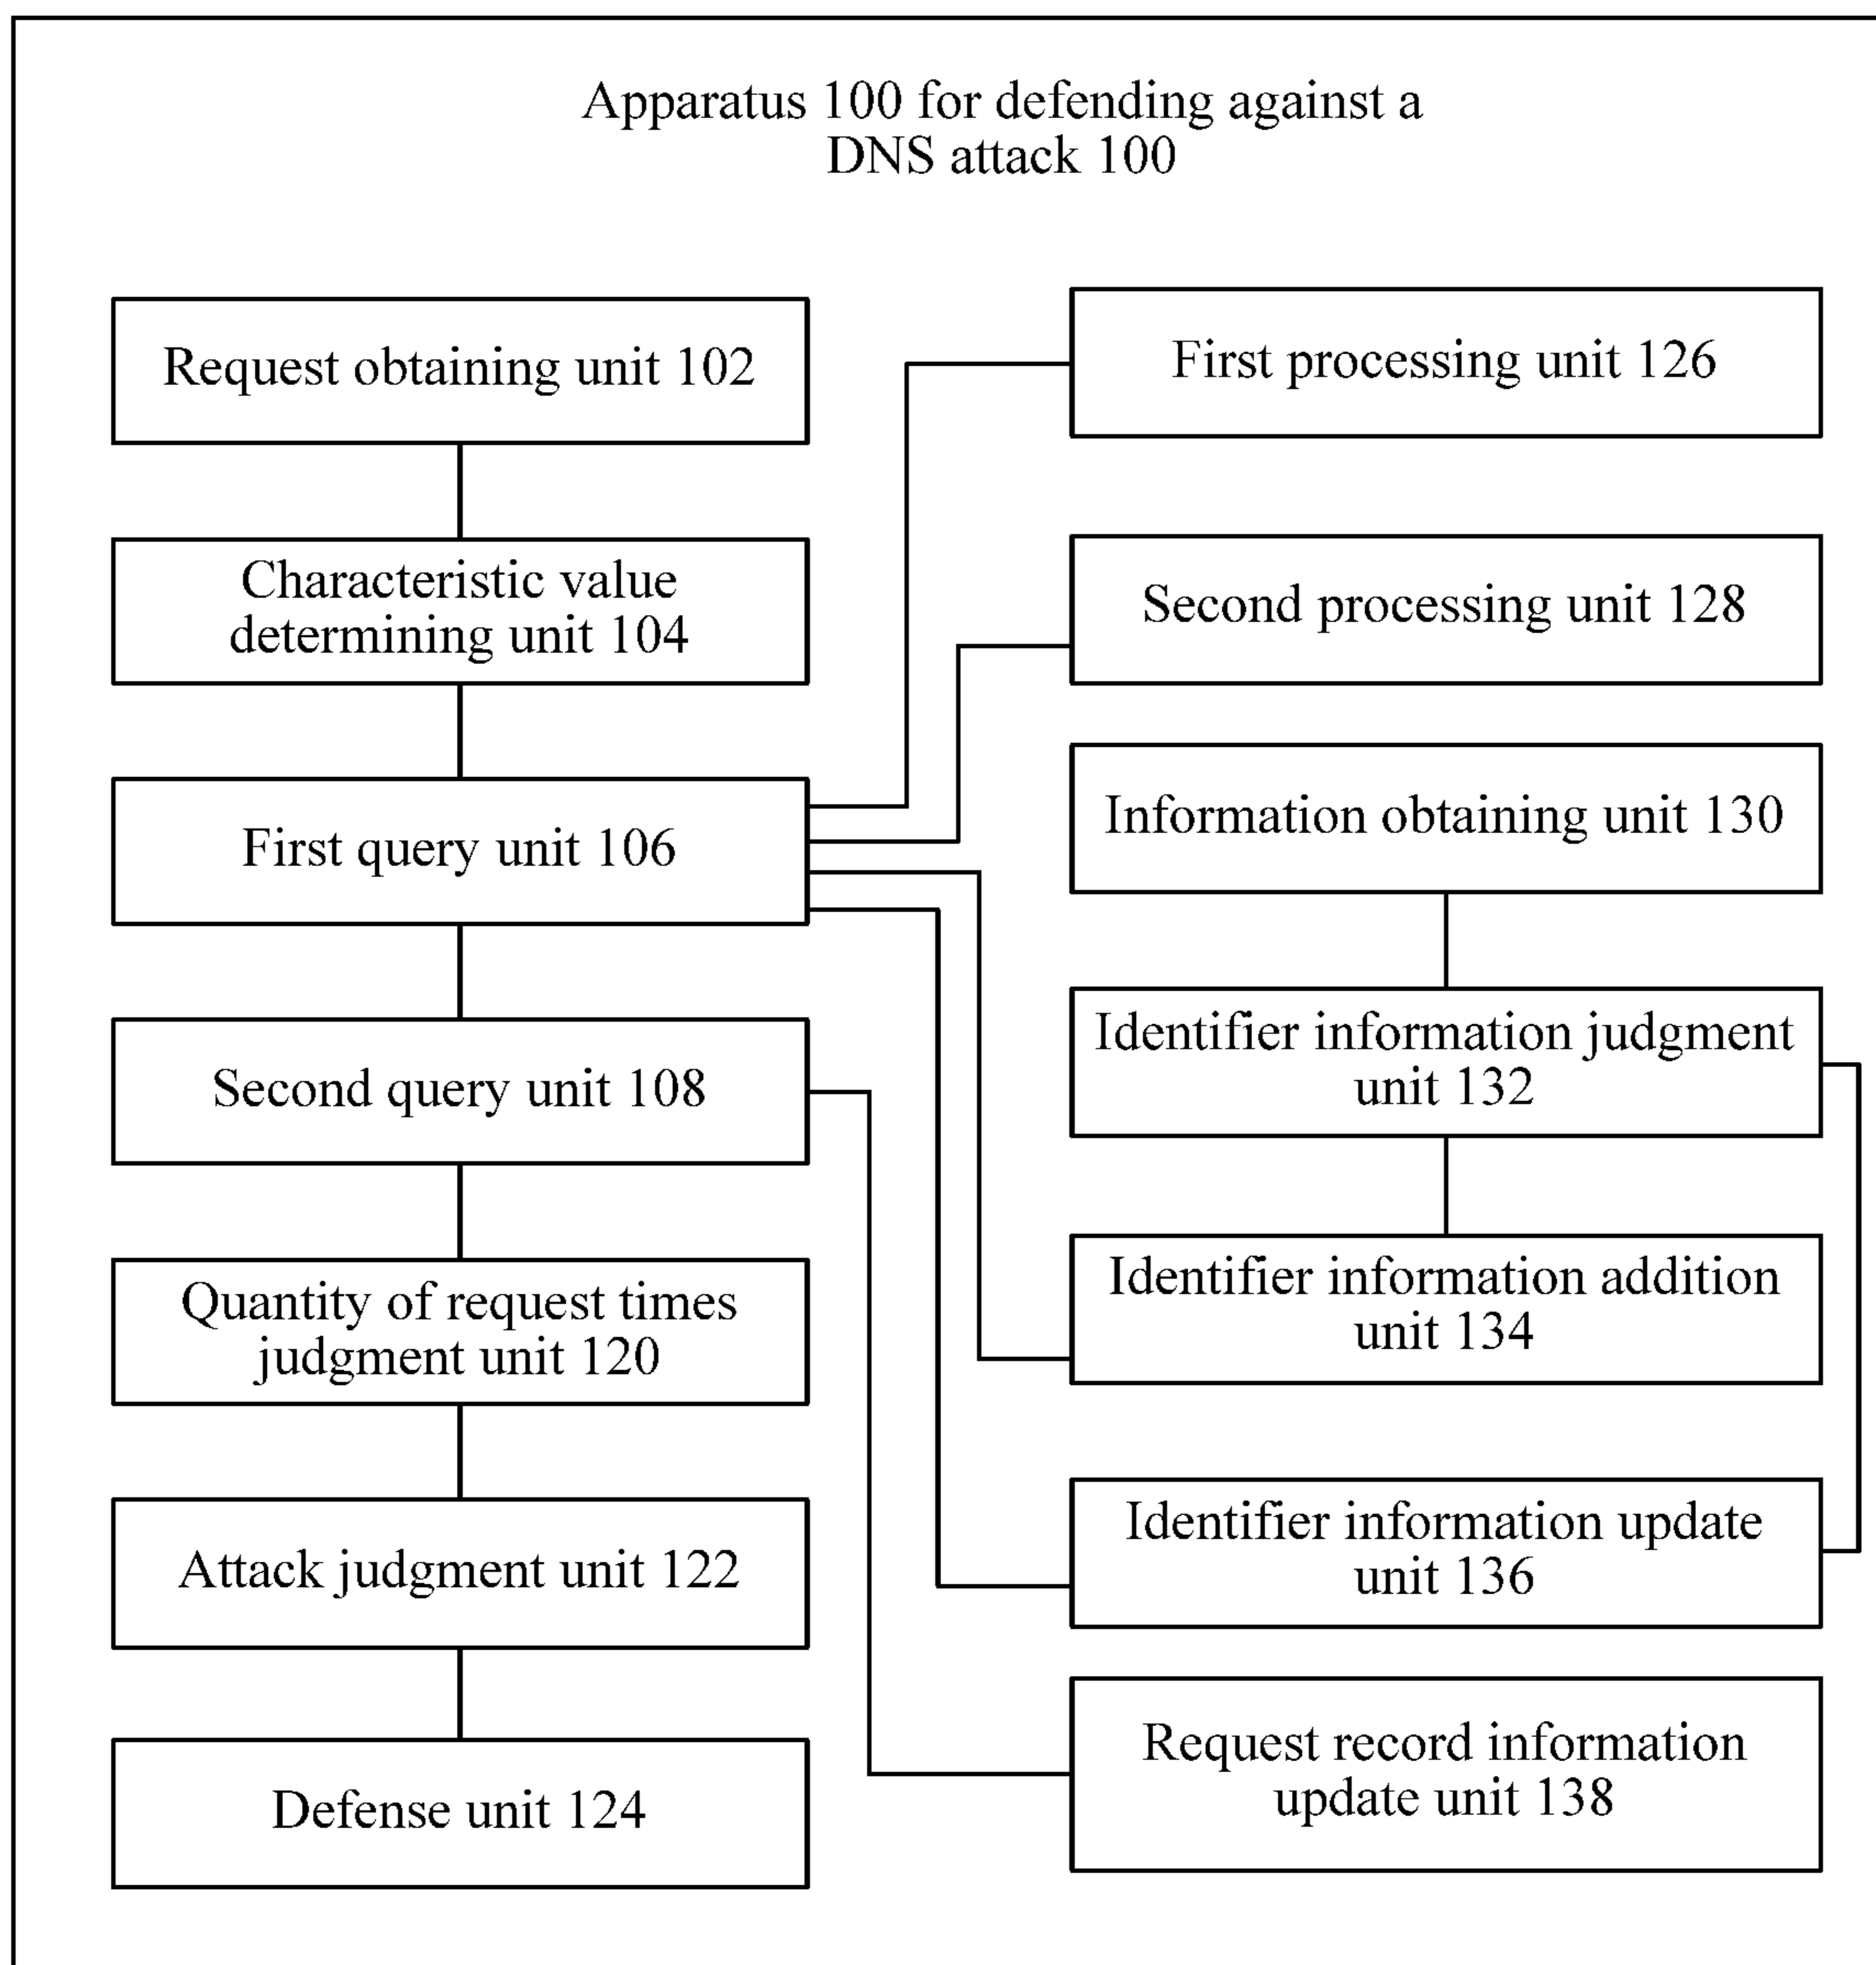 Apparatus 100 for defending against a
DNS attack 100
Request obtaining unit 102
Characteristic value
determining unit 104
First query unit 106
Second query unit 108
Quantity of request times
judgment unit 120
Attack judgment unit 122
Defense unit 124
First processing unit 126
Second processing unit 128
Information obtaining unit 130
Identifier information judgment
unit 132
Identifier information addition
unit 134
Identifier information update
unit 136
Request record information
update unit 138